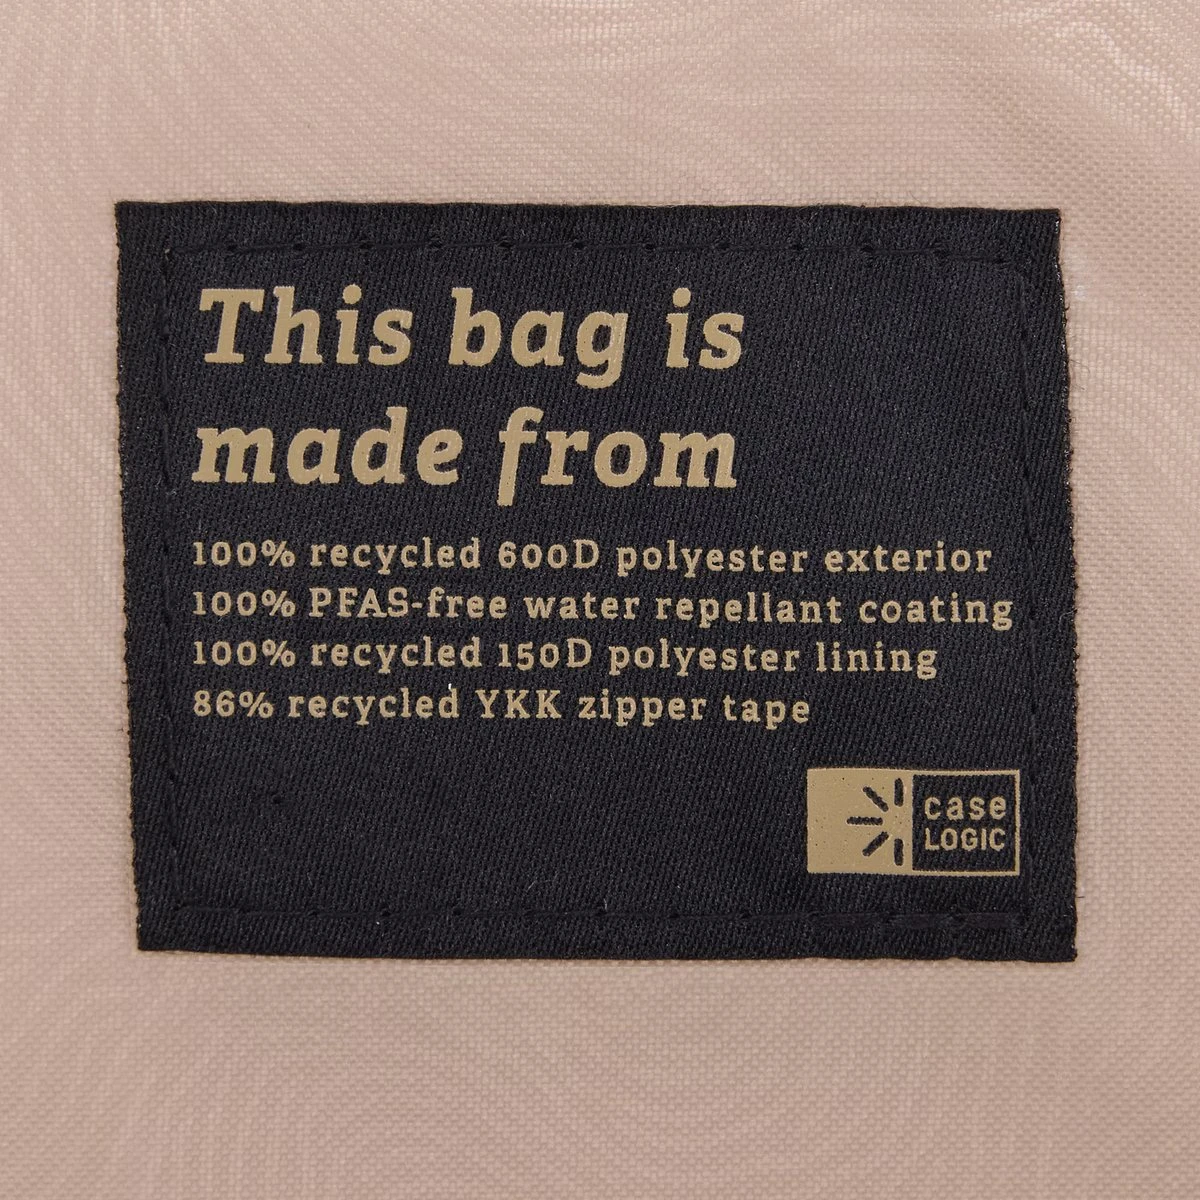 This bag is
made from
100% recycled 600D polyester exterior
100% PFAS-free water repellant coating
100% recycled 150D polyester lining
86% recycled YKK zipper tape
case
LOGIC